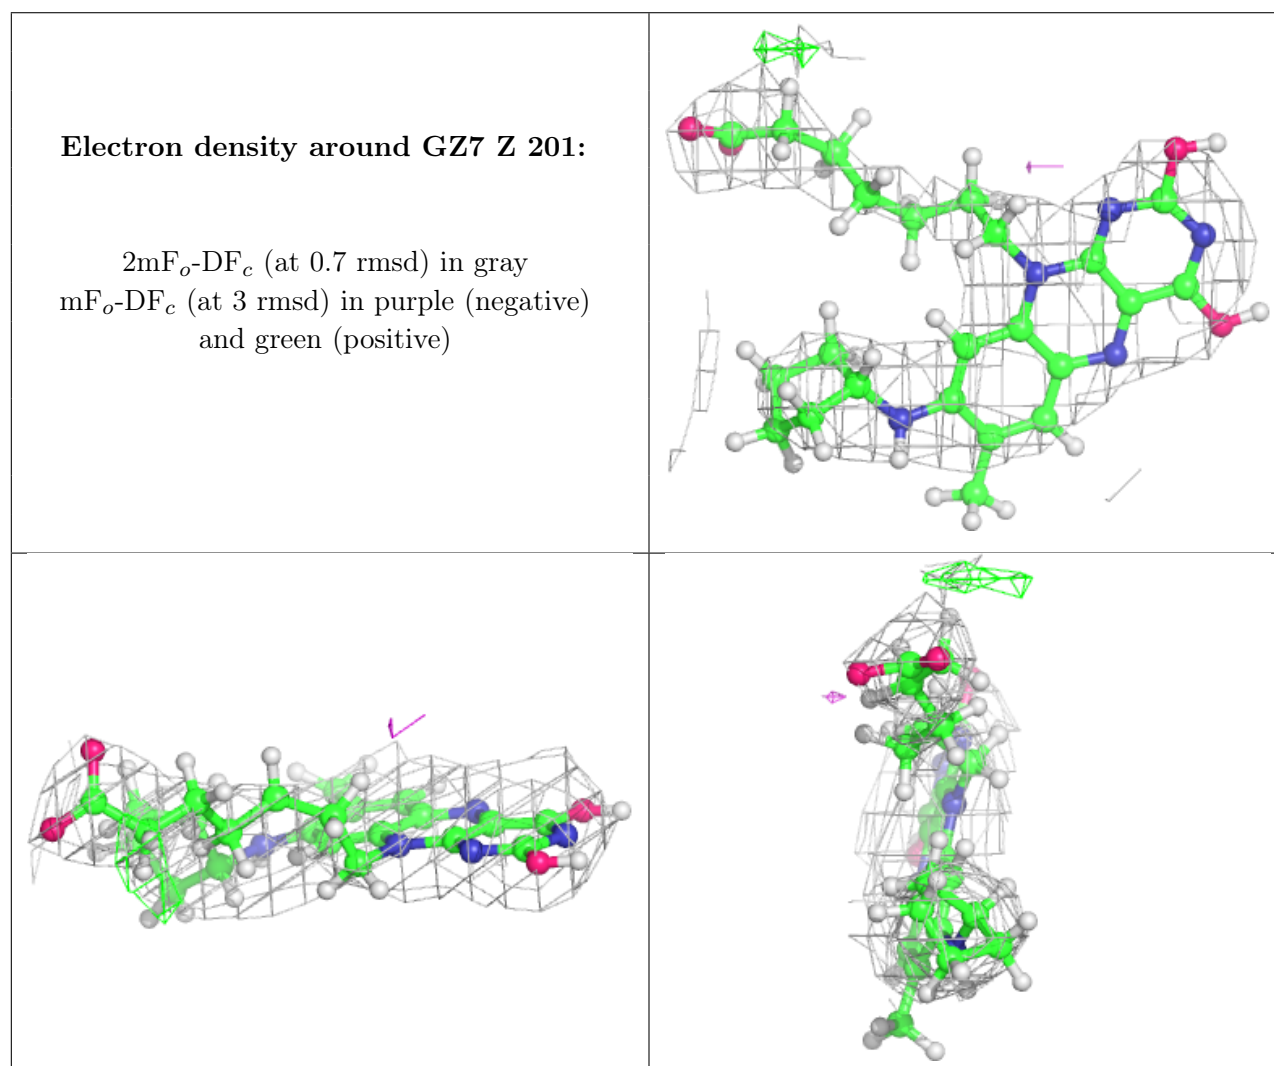 Electron density around GZ7 Z 201:
2mFₒ-DF𝒸 (at 0.7 rmsd) in gray
mFₒ-DF𝒸 (at 3 rmsd) in purple (negative)
and green (positive)